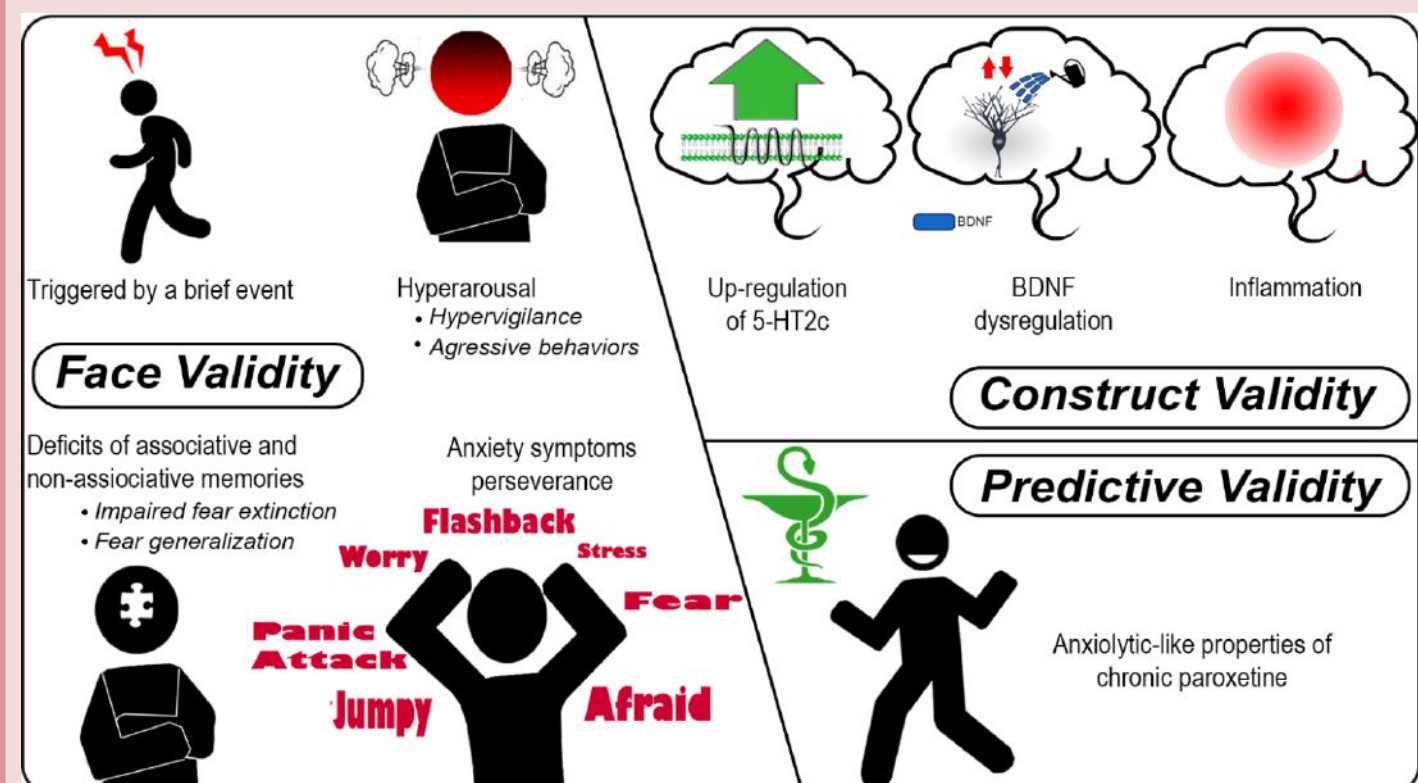 Triggered by a brief event
Hyperarousal
• Hypervigilance
• Agressive behaviors
Face Validity
Deficits of associative and
non-assiociative memories
• Impaired fear extinction
• Fear generalization
Anxiety symptoms
perseverance
Flashback
Worry
Stress
Fear
Panic
Attack
Jumpy
Afraid
BDNF
Up-regulation
of 5-HT2c
BDNF
dysregulation
Inflammation
Construct Validity
Predictive Validity
Anxiolytic-like properties of
chronic paroxetine